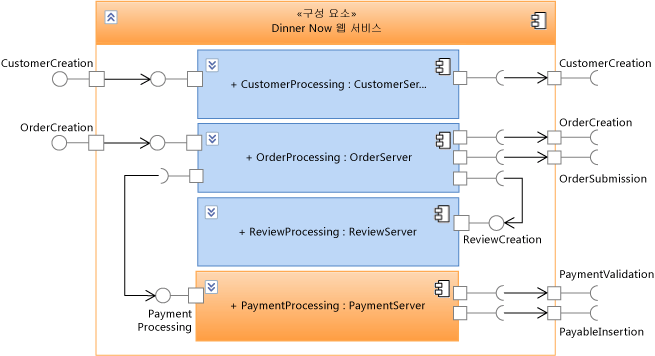 «구성 요소»
Dinner Now 웹 서비스
CustomerCreation
CustomerCreation
+ CustomerProcessing : CustomerSer...
OrderCreation
OrderCreation
+ OrderProcessing : OrderServer
OrderSubmission
+ ReviewProcessing : ReviewServer
ReviewCreation
PaymentValidation
+ PaymentProcessing : PaymentServer
Payment
Processing
PayableInsertion